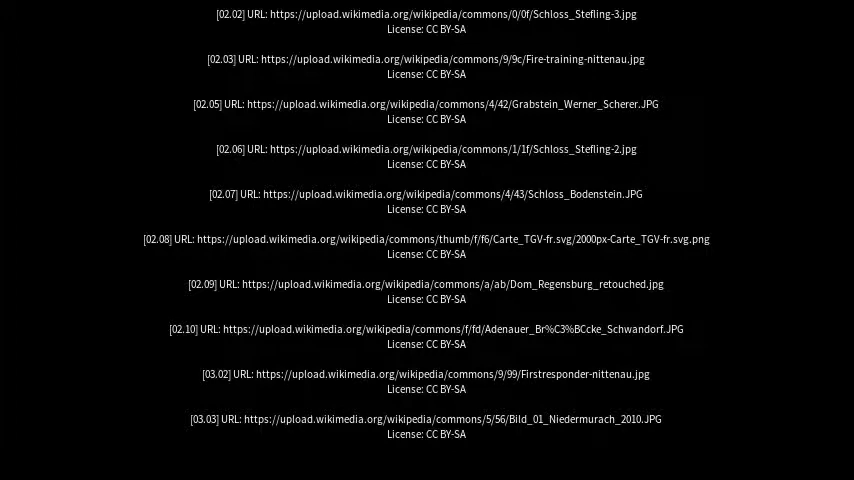 [02.02] URL: https://upload.wikimedia.org/wikipedia/commons/0/0f/Schloss_Stefling-3.jpg
License: CC BY-SA
[02.03] URL: https://upload.wikimedia.org/wikipedia/commons/9/9c/Fire-training-nittenau.jpg
License: CC BY-SA
[02.05] URL: https://upload.wikimedia.org/wikipedia/commons/4/42/Grabstein_Werner_Scherer.JPG
License: CC BY-SA
[02.06] URL: https://upload.wikimedia.org/wikipedia/commons/1/1f/Schloss_Stefling-2.jpg
License: CC BY-SA
[02.07] URL: https://upload.wikimedia.org/wikipedia/commons/4/43/Schloss_Bodenstein.JPG
License: CC BY-SA
[02.08] URL: https://upload.wikimedia.org/wikipedia/commons/thumb/f/f6/Carte_TGV-fr.svg/2000px-Carte_TGV-fr.svg.png
License: CC BY-SA
[02.09] URL: https://upload.wikimedia.org/wikipedia/commons/a/ab/Dom_Regensburg_retouched.jpg
License: CC BY-SA
[02.10] URL: https://upload.wikimedia.org/wikipedia/commons/f/fd/Adenauer_Br%C3%BCcke_Schwandorf.JPG
License: CC BY-SA
[03.02] URL: https://upload.wikimedia.org/wikipedia/commons/9/99/Firstresponder-nittenau.jpg
License: CC BY-SA
[03.03] URL: https://upload.wikimedia.org/wikipedia/commons/5/56/Bild_01_Niedermurach_2010.JPG
License: CC BY-SA